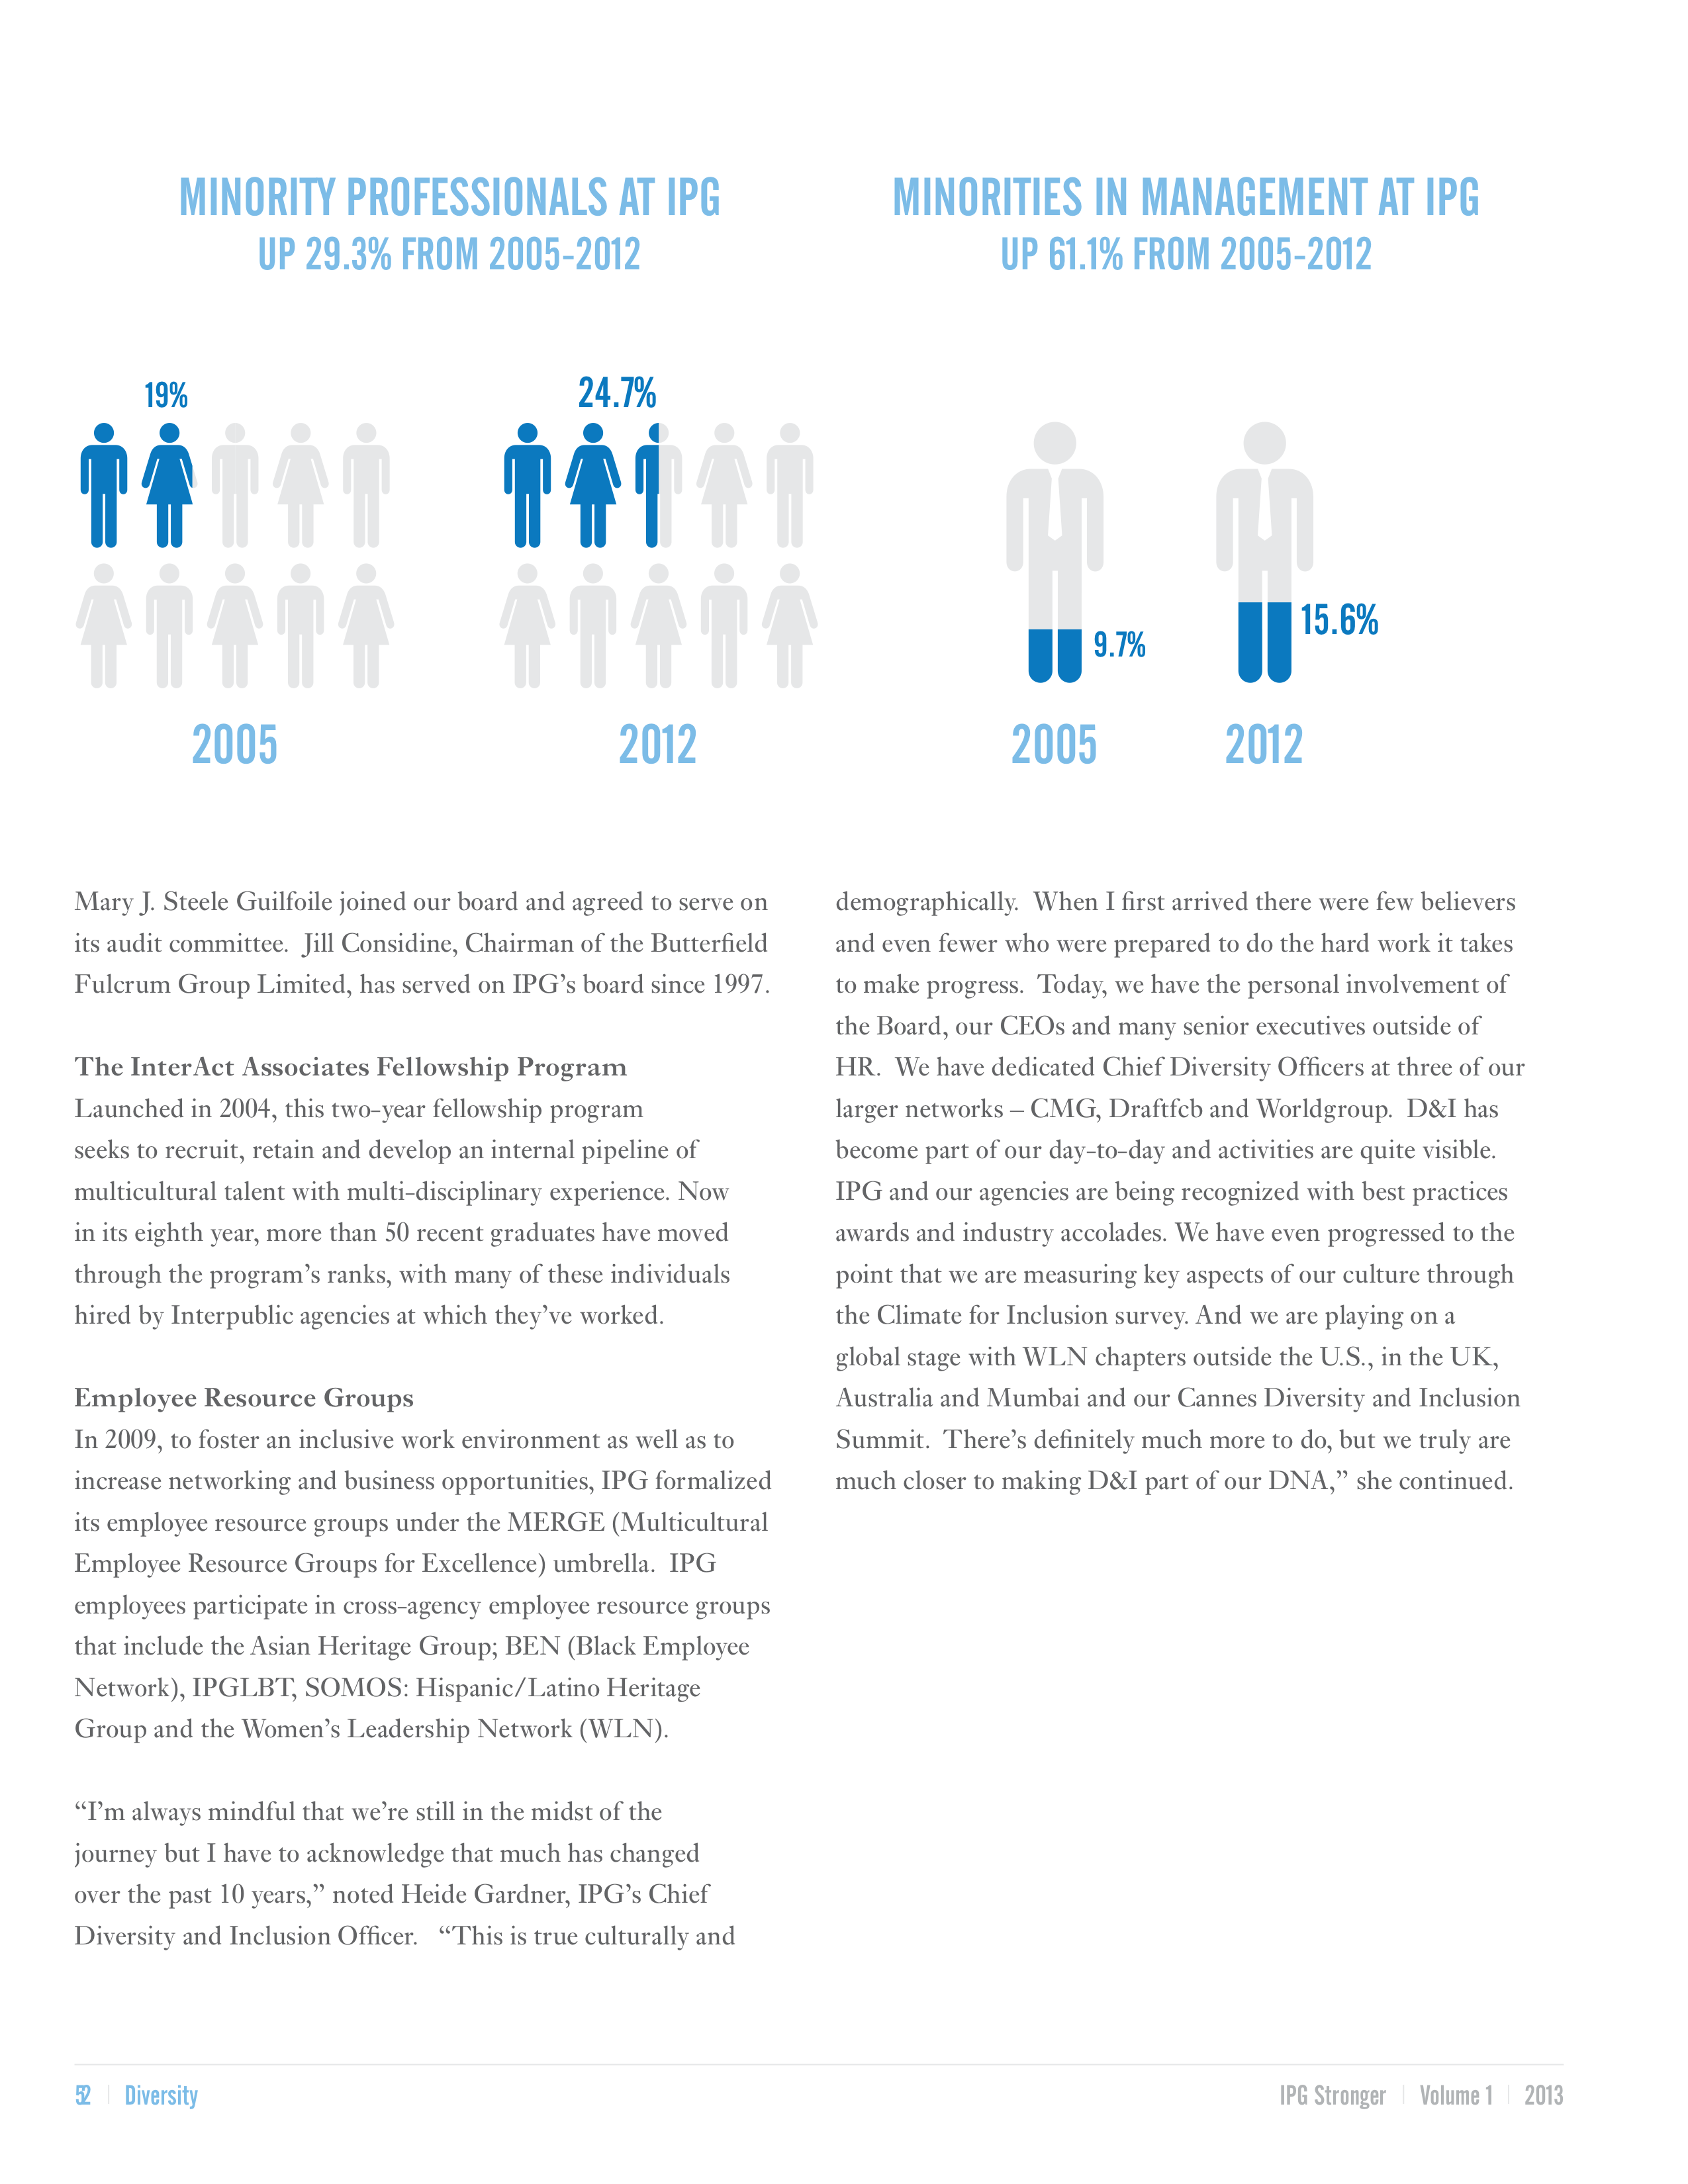 MINORITY PROFESSIONALS AT IPG
UP 29.3% FROM 2005-2012
19%
24.7%
2005
2012
MINORITIES IN MANAGEMENT AT IPG
UP 61.1% FROM 2005-2012
9.7%
15.6%
2005
2012
Mary J. Steele Guilfoile joined our board and agreed to serve on
its audit committee.  Jill Considine, Chairman of the Butterfield
Fulcrum Group Limited, has served on IPG’s board since 1997.
The InterAct Associates Fellowship Program
Launched in 2004, this two-year fellowship program
seeks to recruit, retain and develop an internal pipeline of
multicultural talent with multi-disciplinary experience. Now
in its eighth year, more than 50 recent graduates have moved
through the program’s ranks, with many of these individuals
hired by Interpublic agencies at which they’ve worked.
Employee Resource Groups
In 2009, to foster an inclusive work environment as well as to
increase networking and business opportunities, IPG formalized
its employee resource groups under the MERGE (Multicultural
Employee Resource Groups for Excellence) umbrella.  IPG
employees participate in cross-agency employee resource groups
that include the Asian Heritage Group; BEN (Black Employee
Network), IPGLBT, SOMOS: Hispanic/Latino Heritage
Group and the Women’s Leadership Network (WLN).
“I’m always mindful that we’re still in the midst of the
journey but I have to acknowledge that much has changed
over the past 10 years,” noted Heide Gardner, IPG’s Chief
Diversity and Inclusion Officer.   “This is true culturally and
demographically.  When I first arrived there were few believers
and even fewer who were prepared to do the hard work it takes
to make progress.  Today, we have the personal involvement of
the Board, our CEOs and many senior executives outside of
HR.  We have dedicated Chief Diversity Officers at three of our
larger networks – CMG, Draftfcb and Worldgroup.  D&I has
become part of our day-to-day and activities are quite visible.
IPG and our agencies are being recognized with best practices
awards and industry accolades. We have even progressed to the
point that we are measuring key aspects of our culture through
the Climate for Inclusion survey. And we are playing on a
global stage with WLN chapters outside the U.S., in the UK,
Australia and Mumbai and our Cannes Diversity and Inclusion
Summit.  There’s definitely much more to do, but we truly are
much closer to making D&I part of our DNA,” she continued.
52 | Diversity
IPG Stronger | Volume 1 | 2013